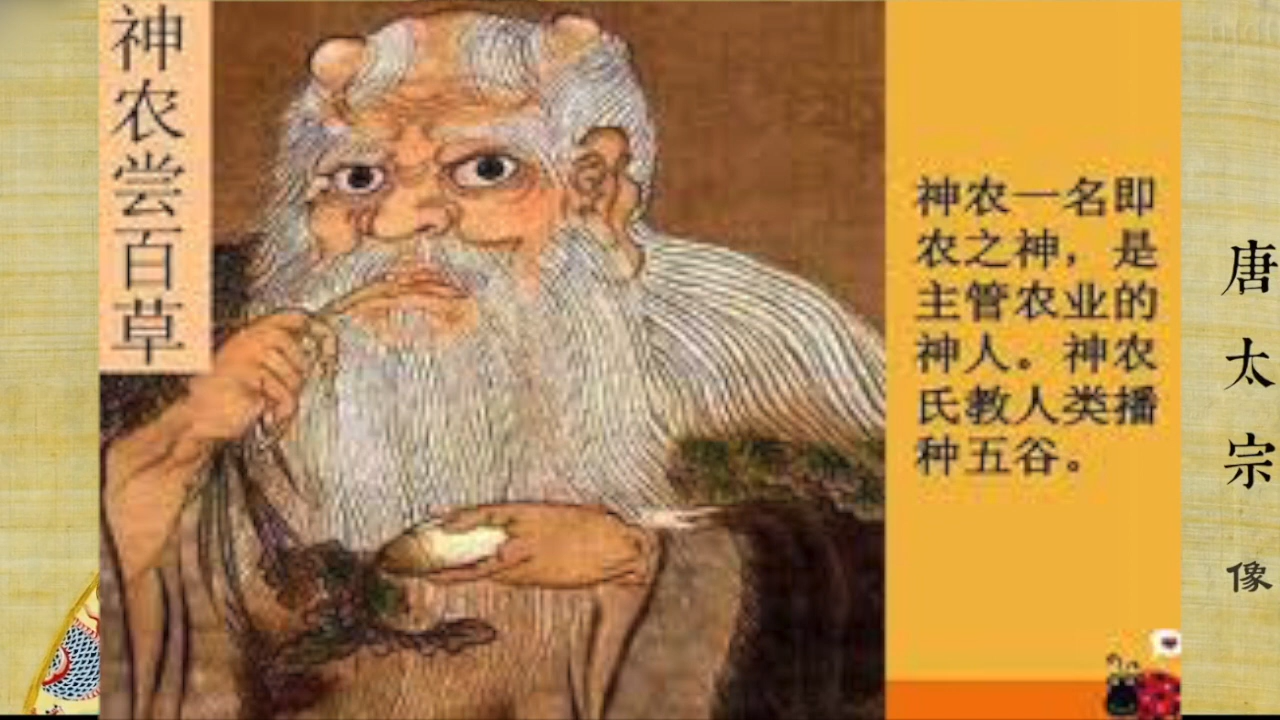 神农尝百草
神农一名即
农之神，是
主管农业的
神人。神农
氏教人类播
种五谷。
唐太宗像